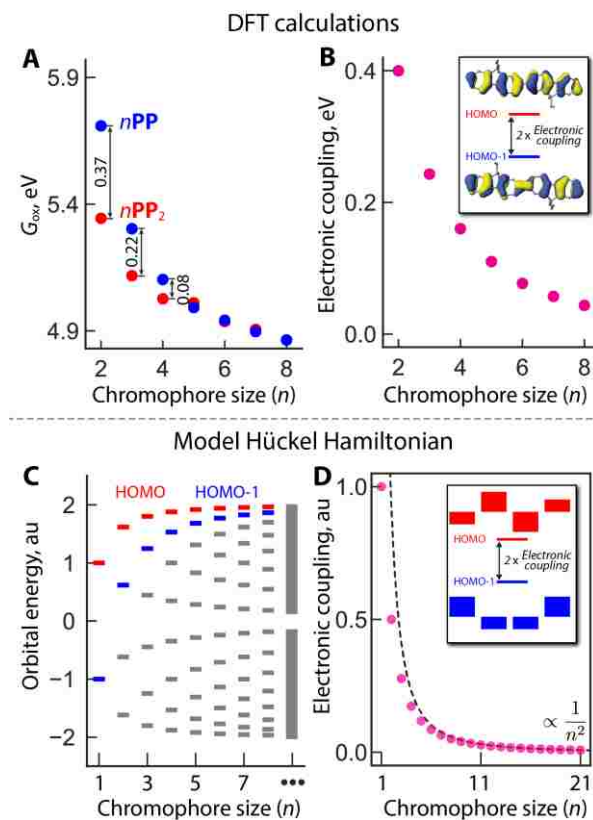 DFT calculations
A
5.9
5.4
4.9
Gox, eV
nPP
nPP2
0.37
0.22
0.08
2 4 6 8
Chromophore size (n)
B
0.4
0.2
0.0
Electronic coupling, eV
HOMO
2 x Electronic
coupling
HOMO-1
2 4 6 8
Chromophore size (n)
Model Hückel Hamiltonian
C
HOMO HOMO-1
2
1
0
−1
−2
Orbital energy, au
1 3 5 7 •••
Chromophore size (n)
D
1.0
0.5
0.0
Electronic coupling, au
HOMO
2 x Electronic
coupling
HOMO-1
∝ 1/n²
1 11 21
Chromophore size (n)